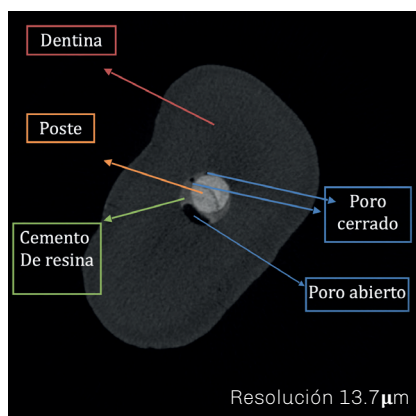 Dentina
Poste
Cemento
De resina
Poro
cerrado
Poro abierto
Resolución 13.7µm